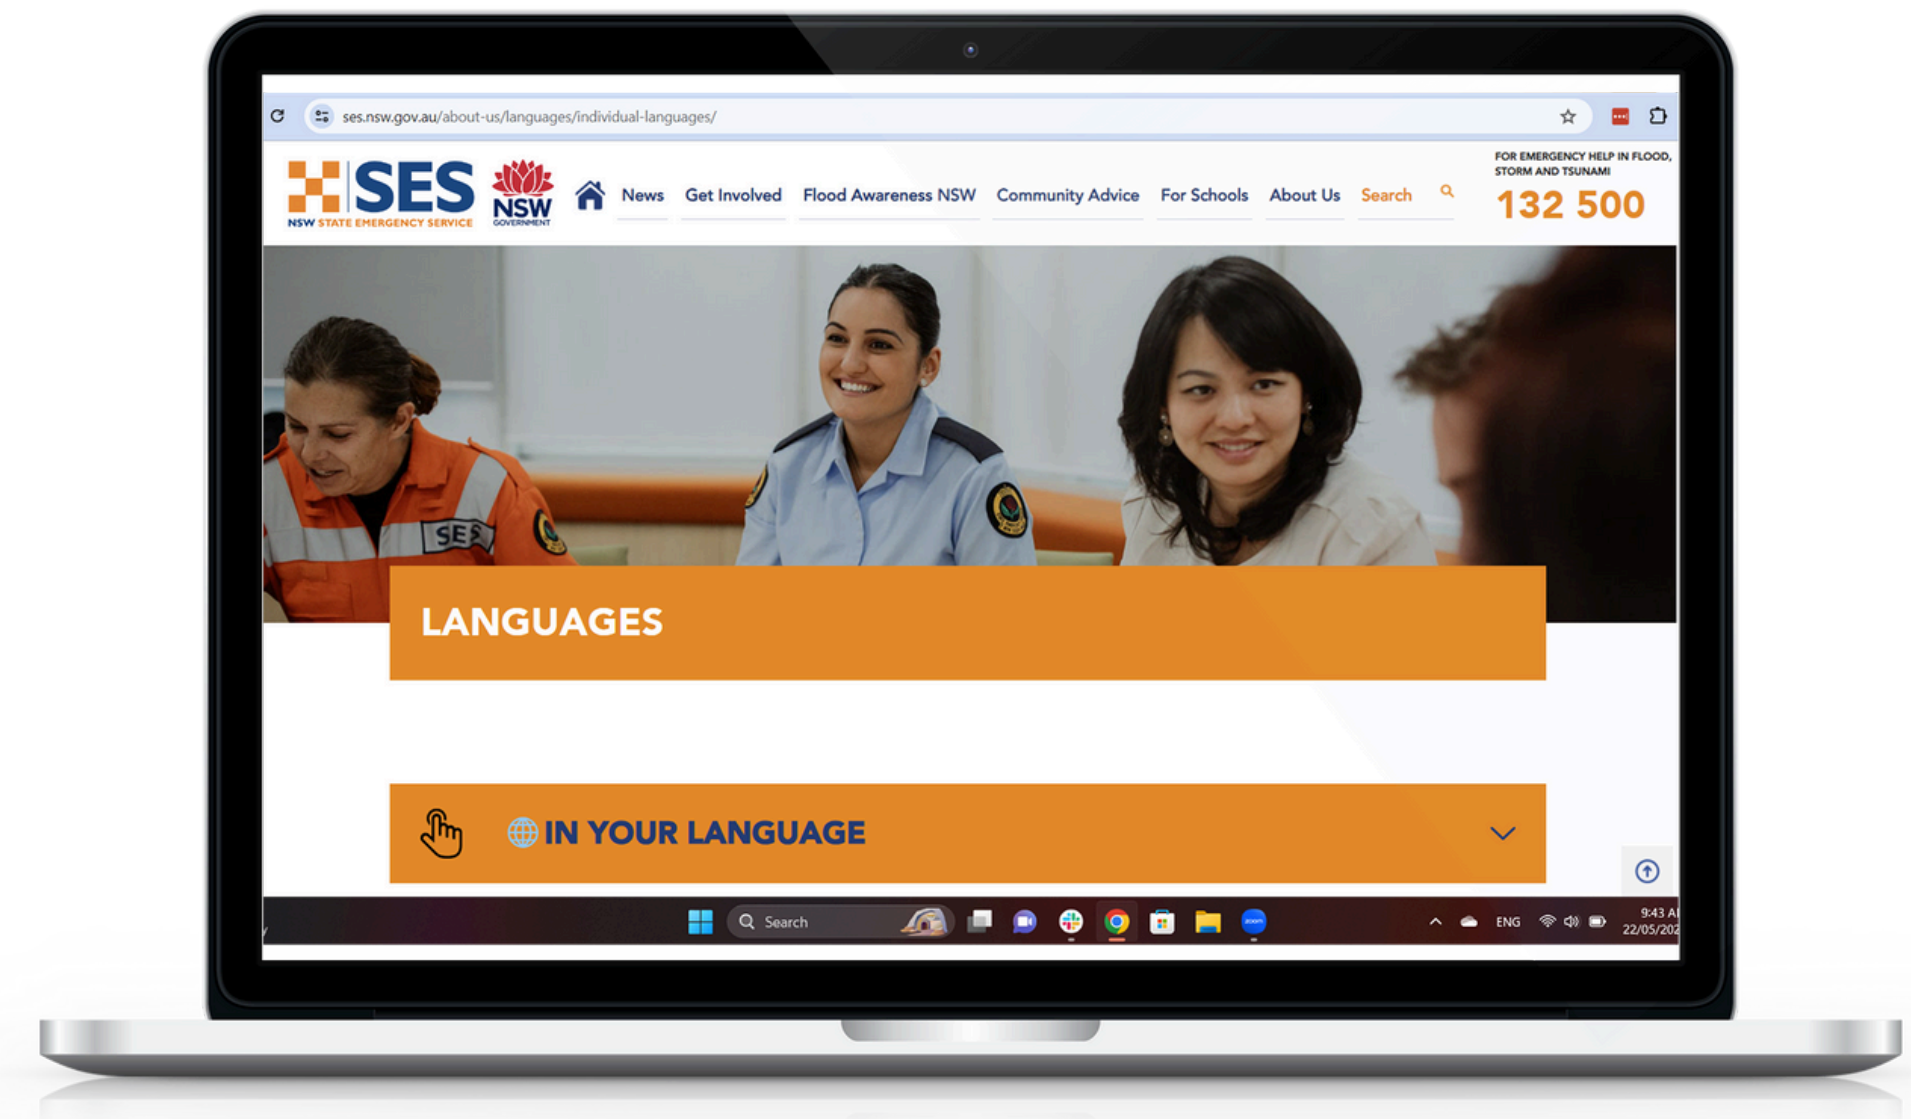 ses.nsw.gov.au/about-us/languages/individual-languages/
FOR EMERGENCY HELP IN FLOOD,
STORM AND TSUNAMI
132 500
SES
NSW STATE EMERGENCY SERVICE
NSW
GOVERNMENT
News Get Involved Flood Awareness NSW Community Advice For Schools About Us Search
SES
LANGUAGES
IN YOUR LANGUAGE
Search
zoom
ENG
9:43 A
22/05/202